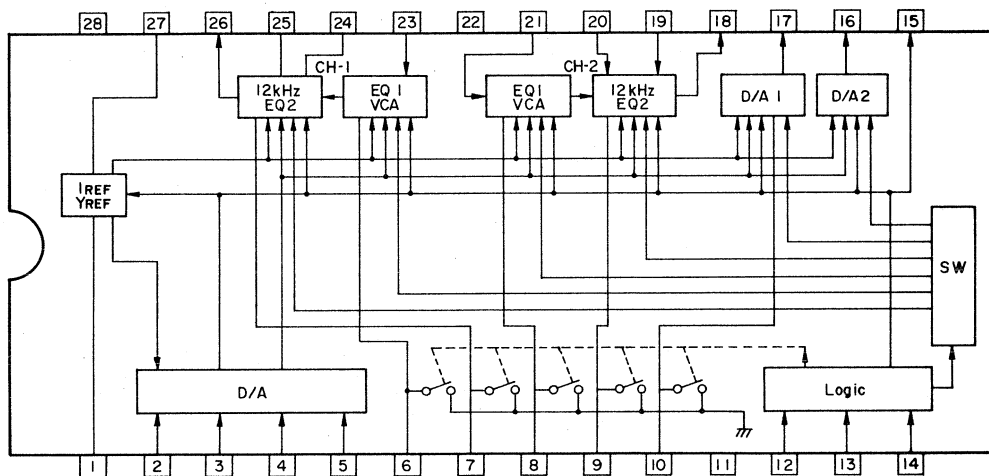 28 27 26 25 24 23 22 21 20 19 18 17 16 15
CH-1
CH-2
12kHz
EQ2
EQ1
VCA
EQ1
VCA
12kHz
EQ2
D/A 1
D/A2
IREF
YREF
SW
D/A
Logic
1 2 3 4 5 6 7 8 9 10 11 12 13 14